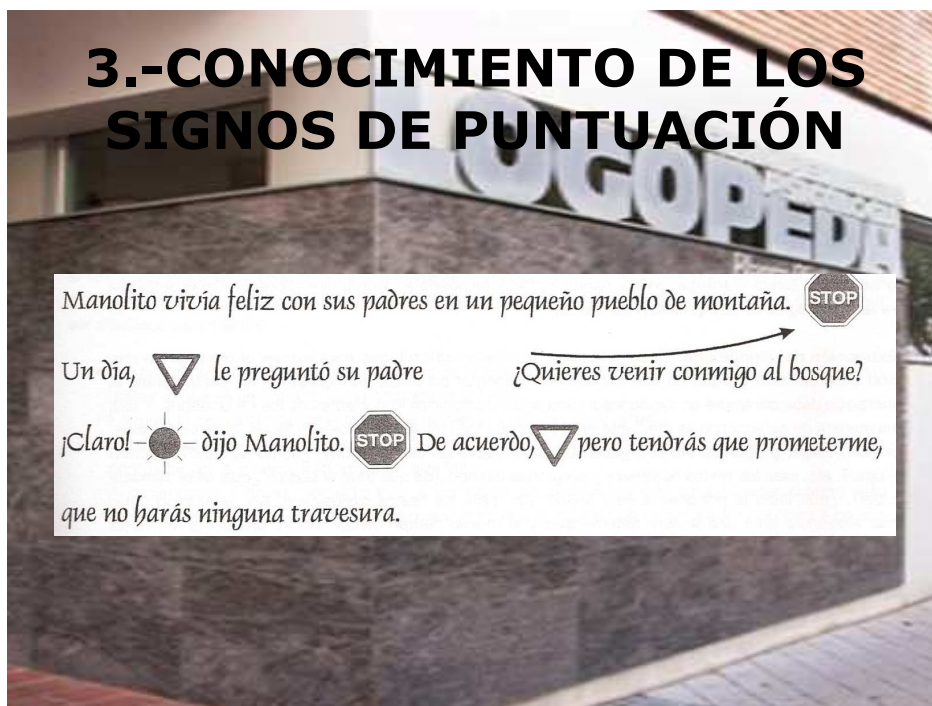 3.-CONOCIMIENTO DE LOS
SIGNOS DE PUNTUACIÓN
LOGOPEDA
Manolito vivía feliz con sus padres en un pequeño pueblo de montaña. STOP
Un día, le preguntó su padre ¿Quieres venir conmigo al bosque?
¡Claro!- - dijo Manolito. STOP De acuerdo, pero tendrás que prometerme,
que no harás ninguna travesura.